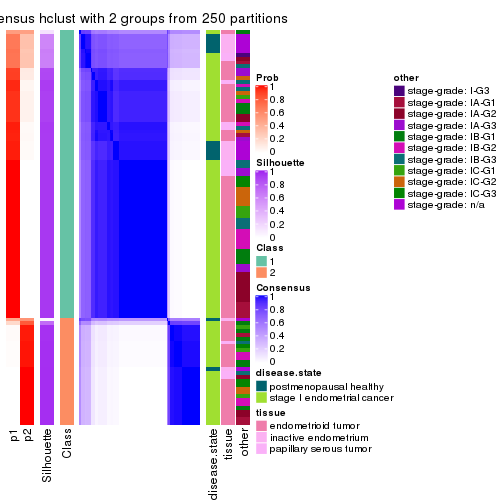 ensus hclust with 2 groups from 250 partitions
Prob
1
0.8
0.6
0.4
0.2
0
Silhouette
1
0.8
0.6
0.4
0.2
0
Class
1
2
Consensus
1
0.8
0.6
0.4
0.2
0
disease.state
postmenopausal healthy
stage I endometrial cancer
tissue
endometrioid tumor
inactive endometrium
papillary serous tumor
other
stage-grade: I-G3
stage-grade: IA-G1
stage-grade: IA-G2
stage-grade: IA-G3
stage-grade: IB-G1
stage-grade: IB-G2
stage-grade: IB-G3
stage-grade: IC-G1
stage-grade: IC-G2
stage-grade: IC-G3
stage-grade: n/a
p1
p2
Silhouette
Class
disease.state
tissue
other